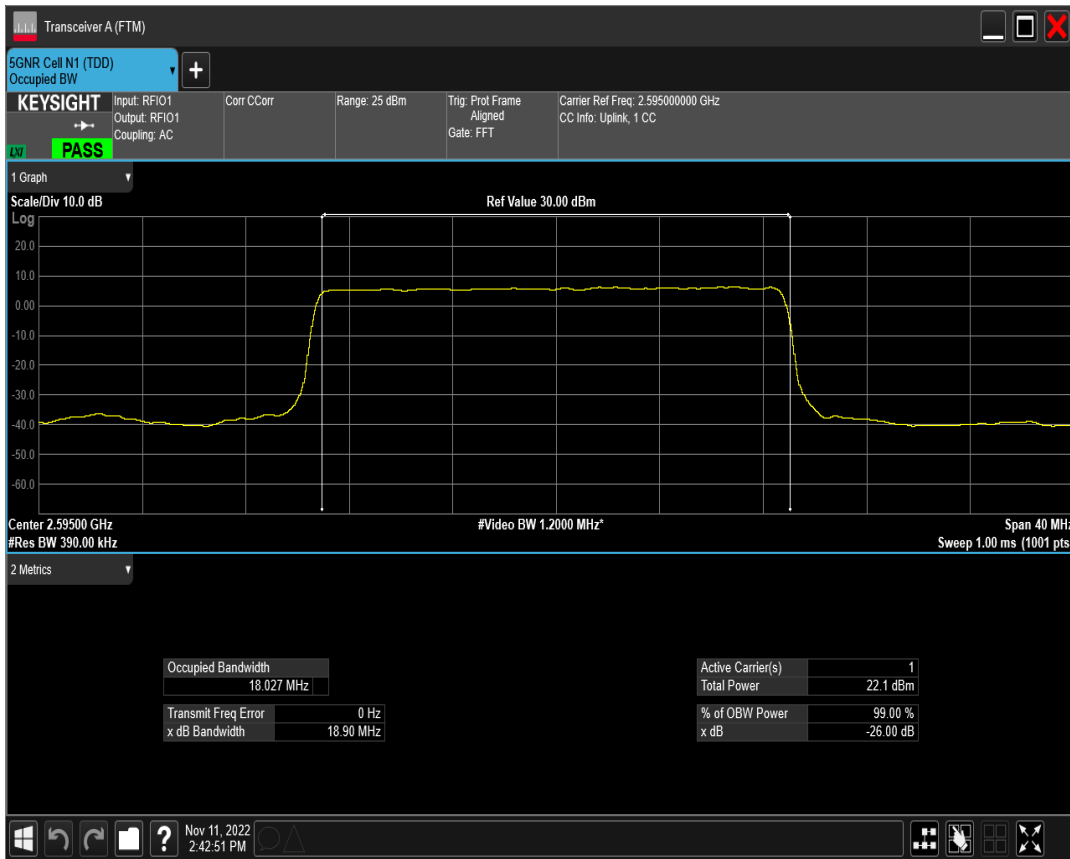 Transceiver A (FTM)
5GNR Cell N1 (TDD)
Occupied BW
+
KEYSIGHT
LXI
PASS
Input: RFIO1
Output: RFIO1
Coupling: AC
Corr CCorr
Range: 25 dBm
Trig: Prot Frame
Aligned
Gate: FFT
Carrier Ref Freq: 2.595000000 GHz
CC Info: Uplink, 1 CC
1 Graph
Scale/Div 10.0 dB
Ref Value 30.00 dBm
Log
20.0
10.0
0.00
-10.0
-20.0
-30.0
-40.0
-50.0
-60.0
Center 2.59500 GHz
#Video BW 1.2000 MHz*
Span 40 MHz
#Res BW 390.00 kHz
Sweep 1.00 ms (1001 pts
2 Metrics
Occupied Bandwidth
18.027 MHz
Transmit Freq Error 0 Hz
x dB Bandwidth 18.90 MHz
Active Carrier(s) 1
Total Power 22.1 dBm
% of OBW Power 99.00 %
x dB -26.00 dB
?
Nov 11, 2022
2:42:51 PM